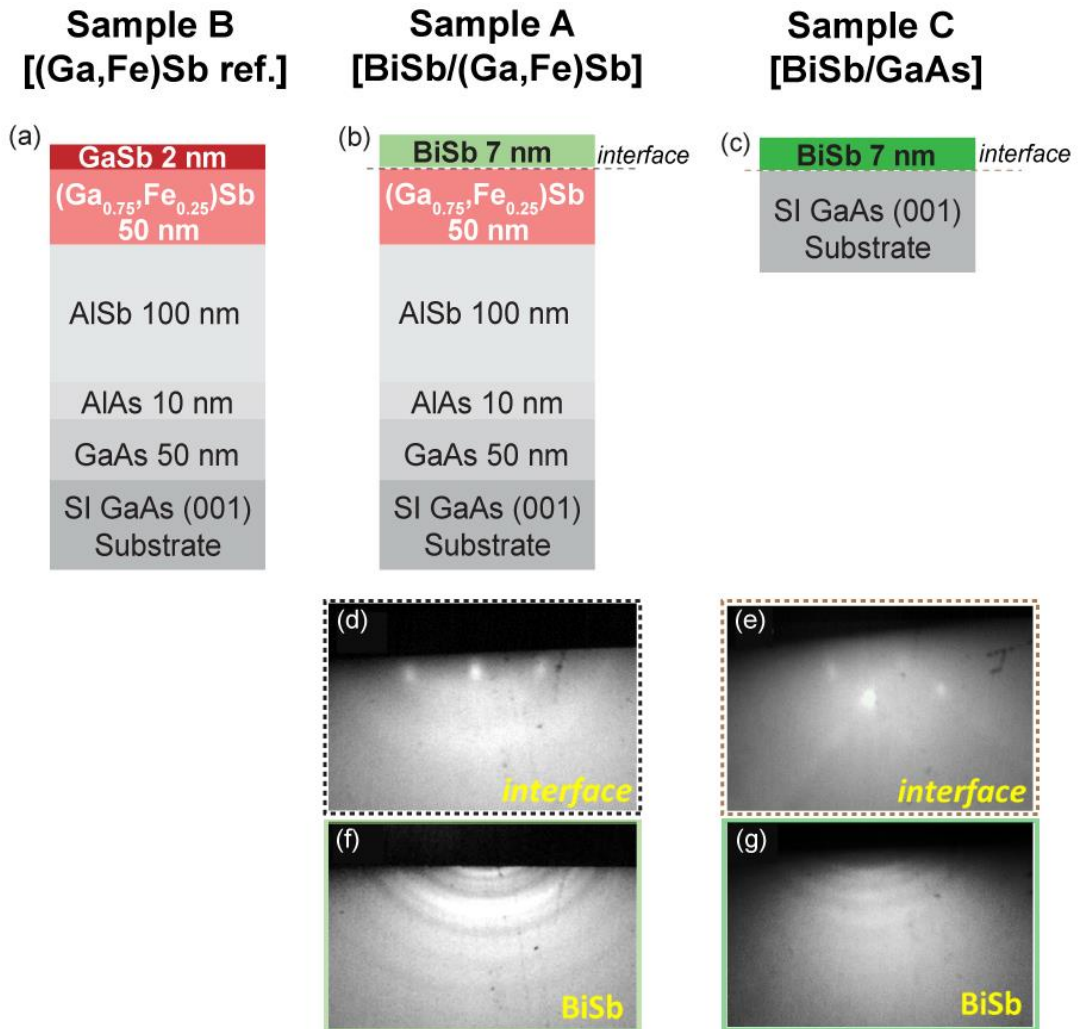 Sample B
[(Ga,Fe)Sb ref.]
Sample A
[BiSb/(Ga,Fe)Sb]
Sample C
[BiSb/GaAs]
(a)
GaSb 2 nm
(Ga0.75,Fe0.25)Sb
50 nm
AlSb 100 nm
AlAs 10 nm
GaAs 50 nm
SI GaAs (001)
Substrate
(b)
BiSb 7 nm
interface
(Ga0.75,Fe0.25)Sb
50 nm
AlSb 100 nm
AlAs 10 nm
GaAs 50 nm
SI GaAs (001)
Substrate
(c)
BiSb 7 nm
interface
SI GaAs (001)
Substrate
(d)
interface
(e)
interface
(f)
BiSb
(g)
BiSb